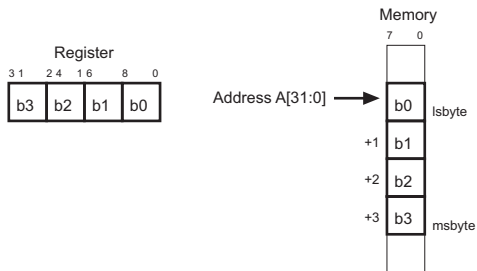 Memory
7 0
Register
31 24 16 8 0
b3 b2 b1 b0
Address A[31:0]
b0
lsbyte
+1 b1
+2 b2
+3 b3
msbyte